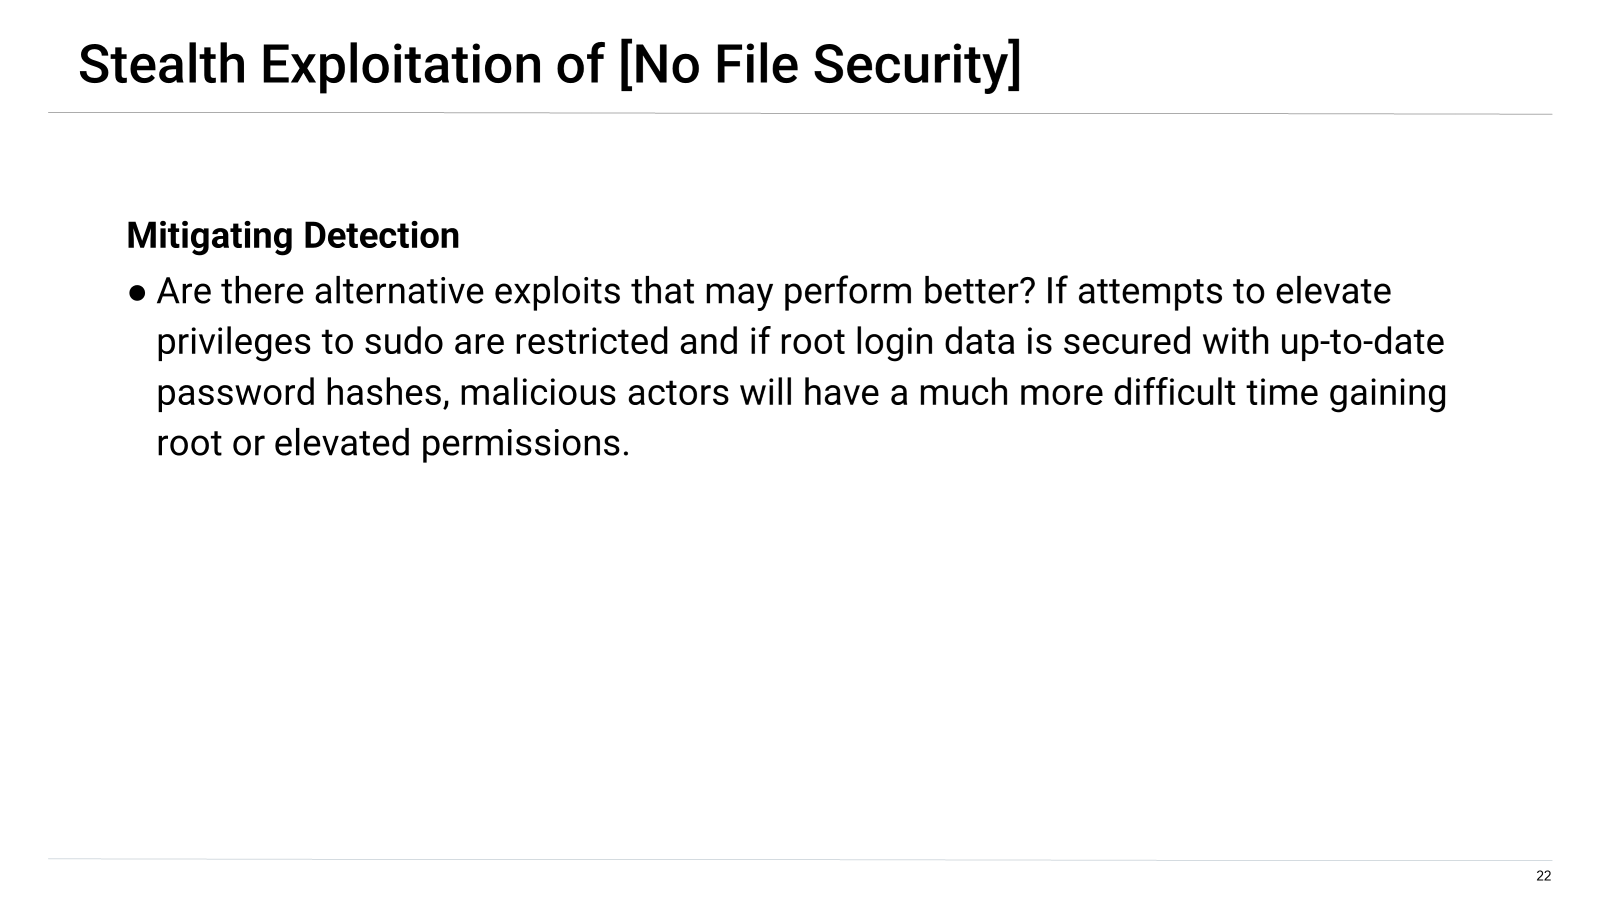 Stealth Exploitation of [No File Security]
Mitigating Detection
● Are there alternative exploits that may perform better? If attempts to elevate
privileges to sudo are restricted and if root login data is secured with up-to-date
password hashes, malicious actors will have a much more difficult time gaining
root or elevated permissions.
22